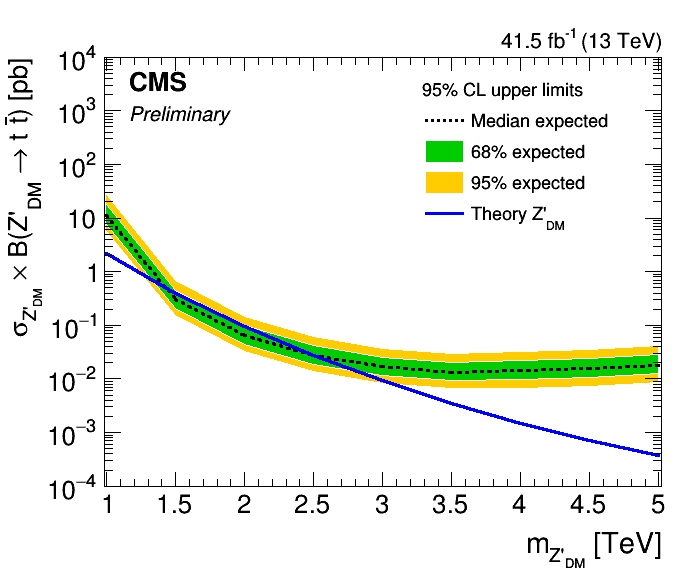 41.5 fb⁻¹ (13 TeV)
CMS
Preliminary
95% CL upper limits
Median expected
68% expected
95% expected
Theory Z'DM
σZ'DM × B(Z'DM → t t̄) [pb]
10⁴
10³
10²
10
1
10⁻¹
10⁻²
10⁻³
10⁻⁴
1 1.5 2 2.5 3 3.5 4 4.5 5
mZ'DM [TeV]